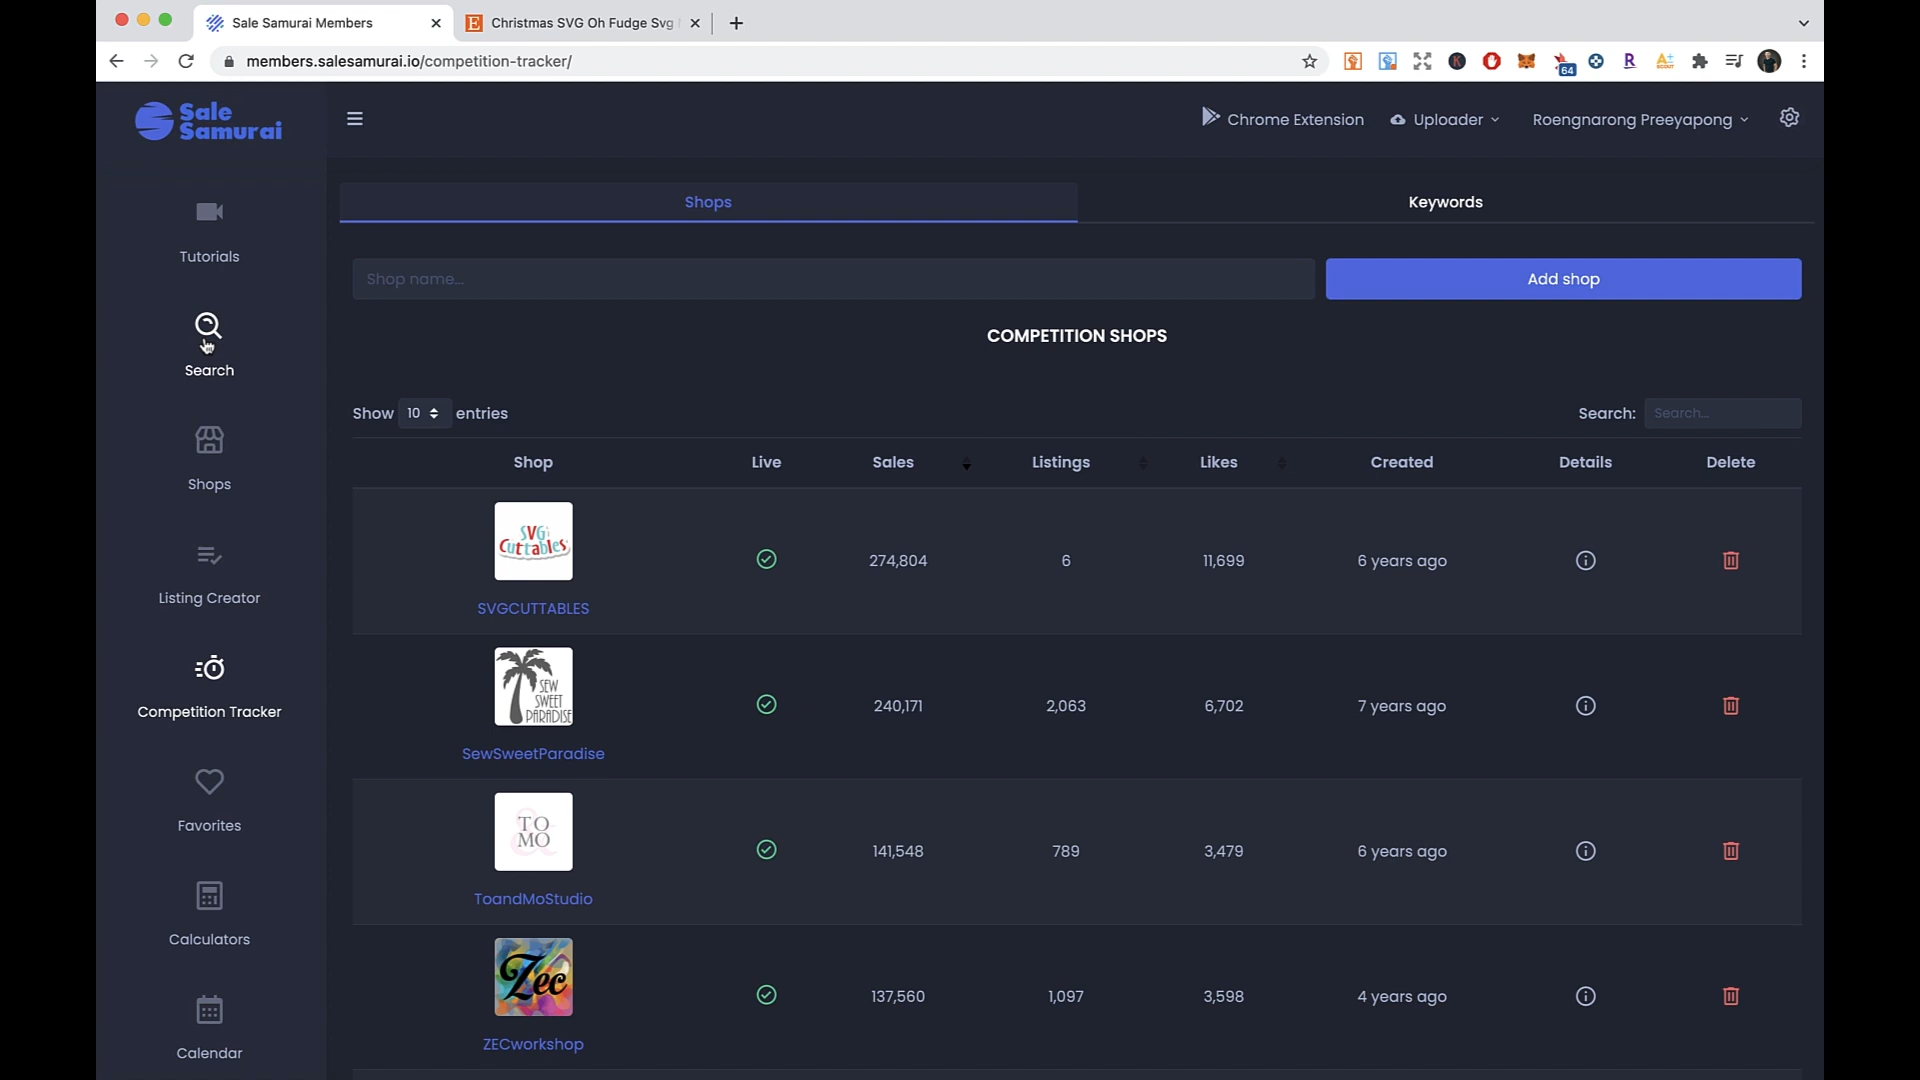 Sale Samurai Members
Christmas SVG Oh Fudge Svg
members.salesamurai.io/competition-tracker/
64
Sale
Samurai
Chrome Extension
Uploader
Roengnarong Preeyapong
Tutorials
Search
Shops
Listing Creator
Competition Tracker
Favorites
Calculators
Calendar
Shops
Keywords
Shop name...
Add shop
COMPETITION SHOPS
Show 10 entries
Search: Search...
Shop Live Sales Listings Likes Created Details Delete
SVG
Cuttables
SVGCUTTABLES
274,804 6 11,699 6 years ago
SEW
SWEET
PARADISE
SewSweetParadise
240,171 2,063 6,702 7 years ago
TO
MO
ToandMoStudio
141,548 789 3,479 6 years ago
Zec
ZECworkshop
137,560 1,097 3,598 4 years ago